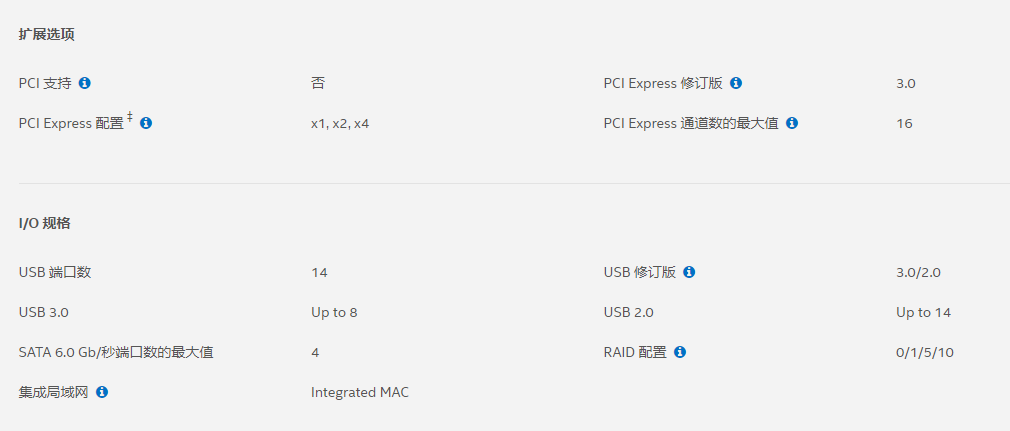 扩展选项
PCI 支持 否 PCI Express 修订版 3.0
PCI Express 配置 ‡ x1, x2, x4 PCI Express 通道数的最大值 16
I/O 规格
USB 端口数 14 USB 修订版 3.0/2.0
USB 3.0 Up to 8 USB 2.0 Up to 14
SATA 6.0 Gb/秒端口数的最大值 4 RAID 配置 0/1/5/10
集成局域网 Integrated MAC